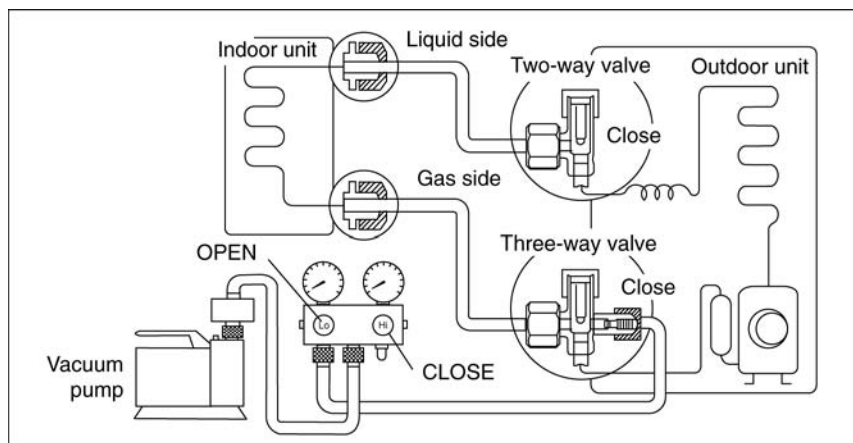 Indoor unit
Liquid side
Two-way valve
Outdoor unit
Close
Gas side
Three-way valve
Close
OPEN
Lo
Hi
CLOSE
Vacuum
pump